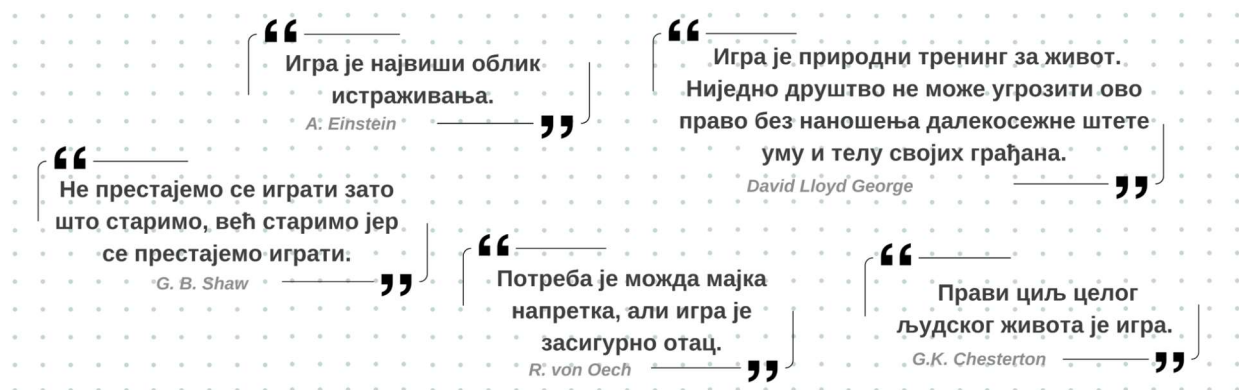 Игра је највиши облик
истраживања.
A. Einstein
Игра је природни тренинг за живот.
Ниједно друштво не може угрозити ово
право без наношења далекосежне штете
уму и телу својих грађана.
David Lloyd George
Не престајемо се играти зато
што старимо, већ старимо јер
се престајемо играти.
G. B. Shaw
Потреба је можда мајка
напретка, али игра је
засигурно отац.
R. von Oech
Прави циљ целог
људског живота је игра.
G.K. Chesterton